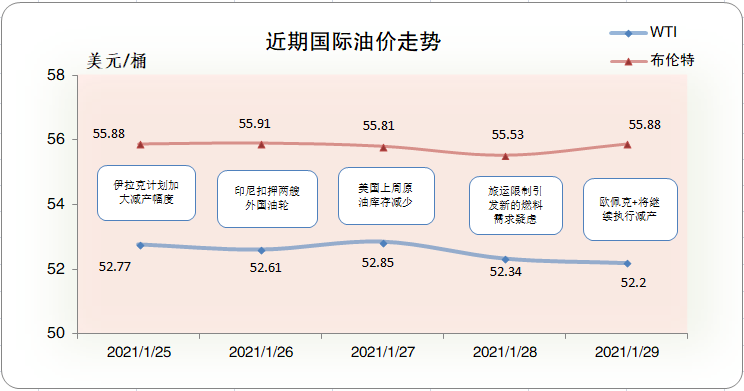 近期国际油价走势
WTI
布伦特
美元/桶
58
56
54
52
50
55.88
55.91
55.81
55.53
55.88
伊拉克计划加
大减产幅度
印尼扣押两艘
外国油轮
美国上周原
油库存减少
旅运限制引
发新的燃料
需求疑虑
欧佩克+将继
续执行减产
52.77
52.61
52.85
52.34
52.2
2021/1/25
2021/1/26
2021/1/27
2021/1/28
2021/1/29